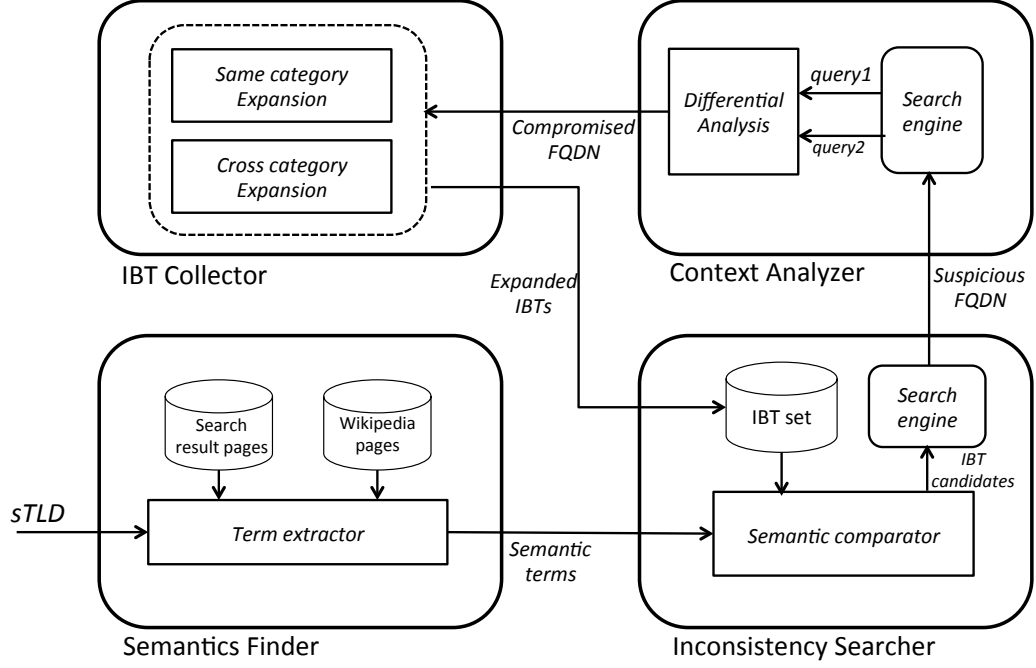 Same category
Expansion
Cross category
Expansion
IBT Collector
Compromised
FQDN
Differential
Analysis
query1
query2
Search
engine
Context Analyzer
Expanded
IBTs
Suspicious
FQDN
Search
result pages
Wikipedia
pages
sTLD
Term extractor
Semantics Finder
Semantic
terms
IBT set
Search
engine
IBT
candidates
Semantic comparator
Inconsistency Searcher